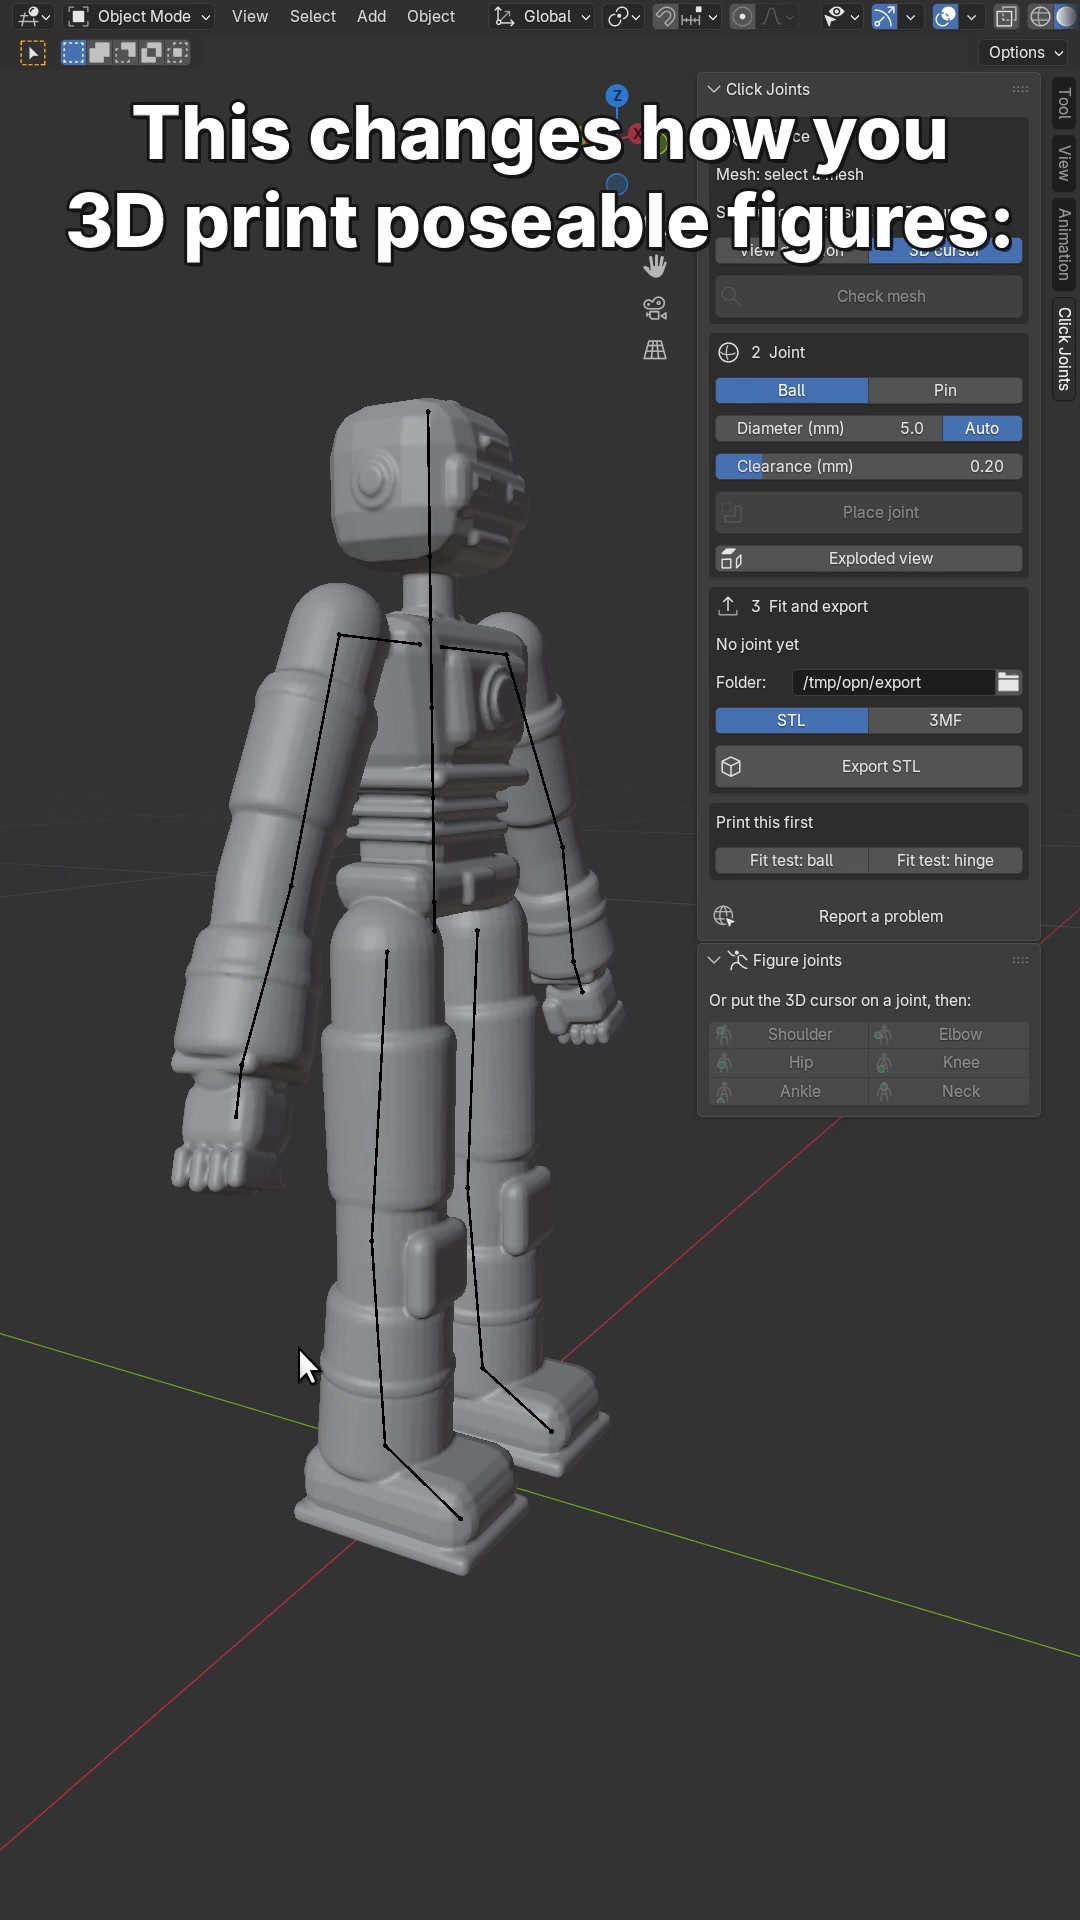 Object Mode
View
Select
Add
Object
Global
Options
Z
X
This changes how you
3D print poseable figures:
Click Joints
Mesh: select a mesh
3D cursor
Check mesh
2 Joint
Ball
Pin
Diameter (mm) 5.0
Auto
Clearance (mm) 0.20
Place joint
Exploded view
3 Fit and export
No joint yet
Folder:
/tmp/opn/export
STL
3MF
Export STL
Print this first
Fit test: ball
Fit test: hinge
Report a problem
Figure joints
Or put the 3D cursor on a joint, then:
Shoulder
Elbow
Hip
Knee
Ankle
Neck
Tool
View
Animation
Click Joints